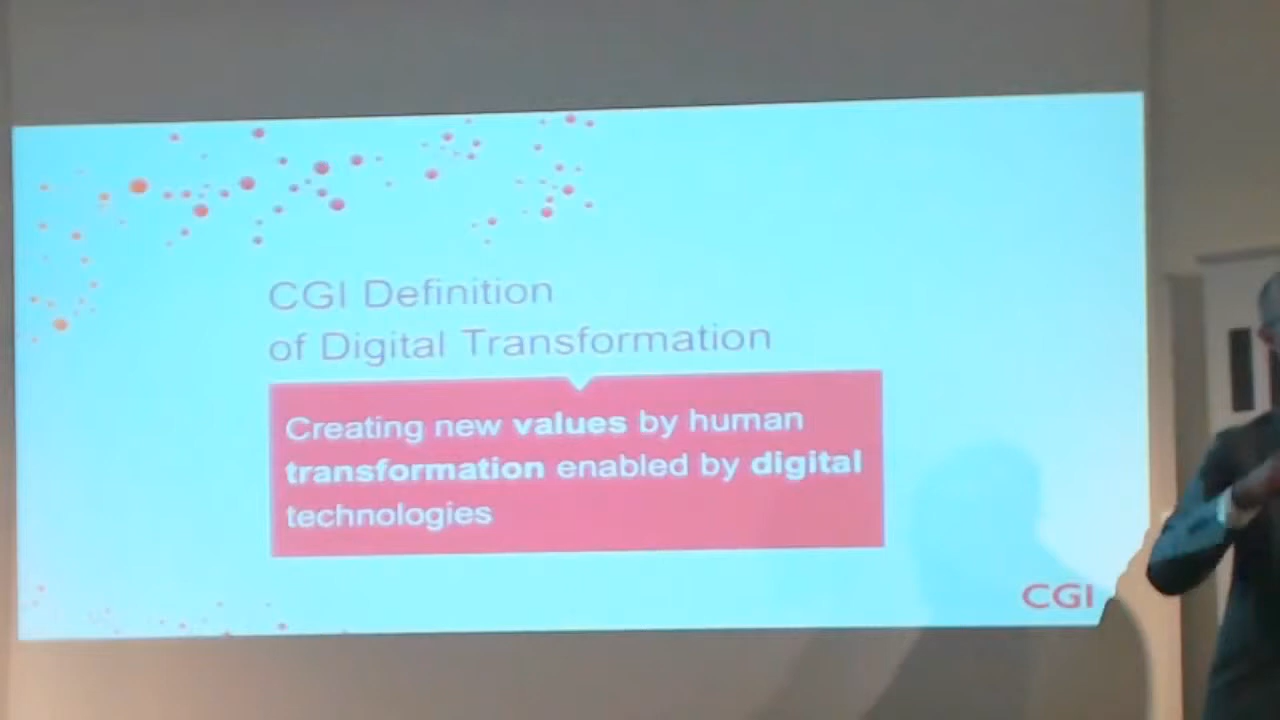 CGI Definition
of Digital Transformation
Creating new values by human
transformation enabled by digital
technologies
CGI